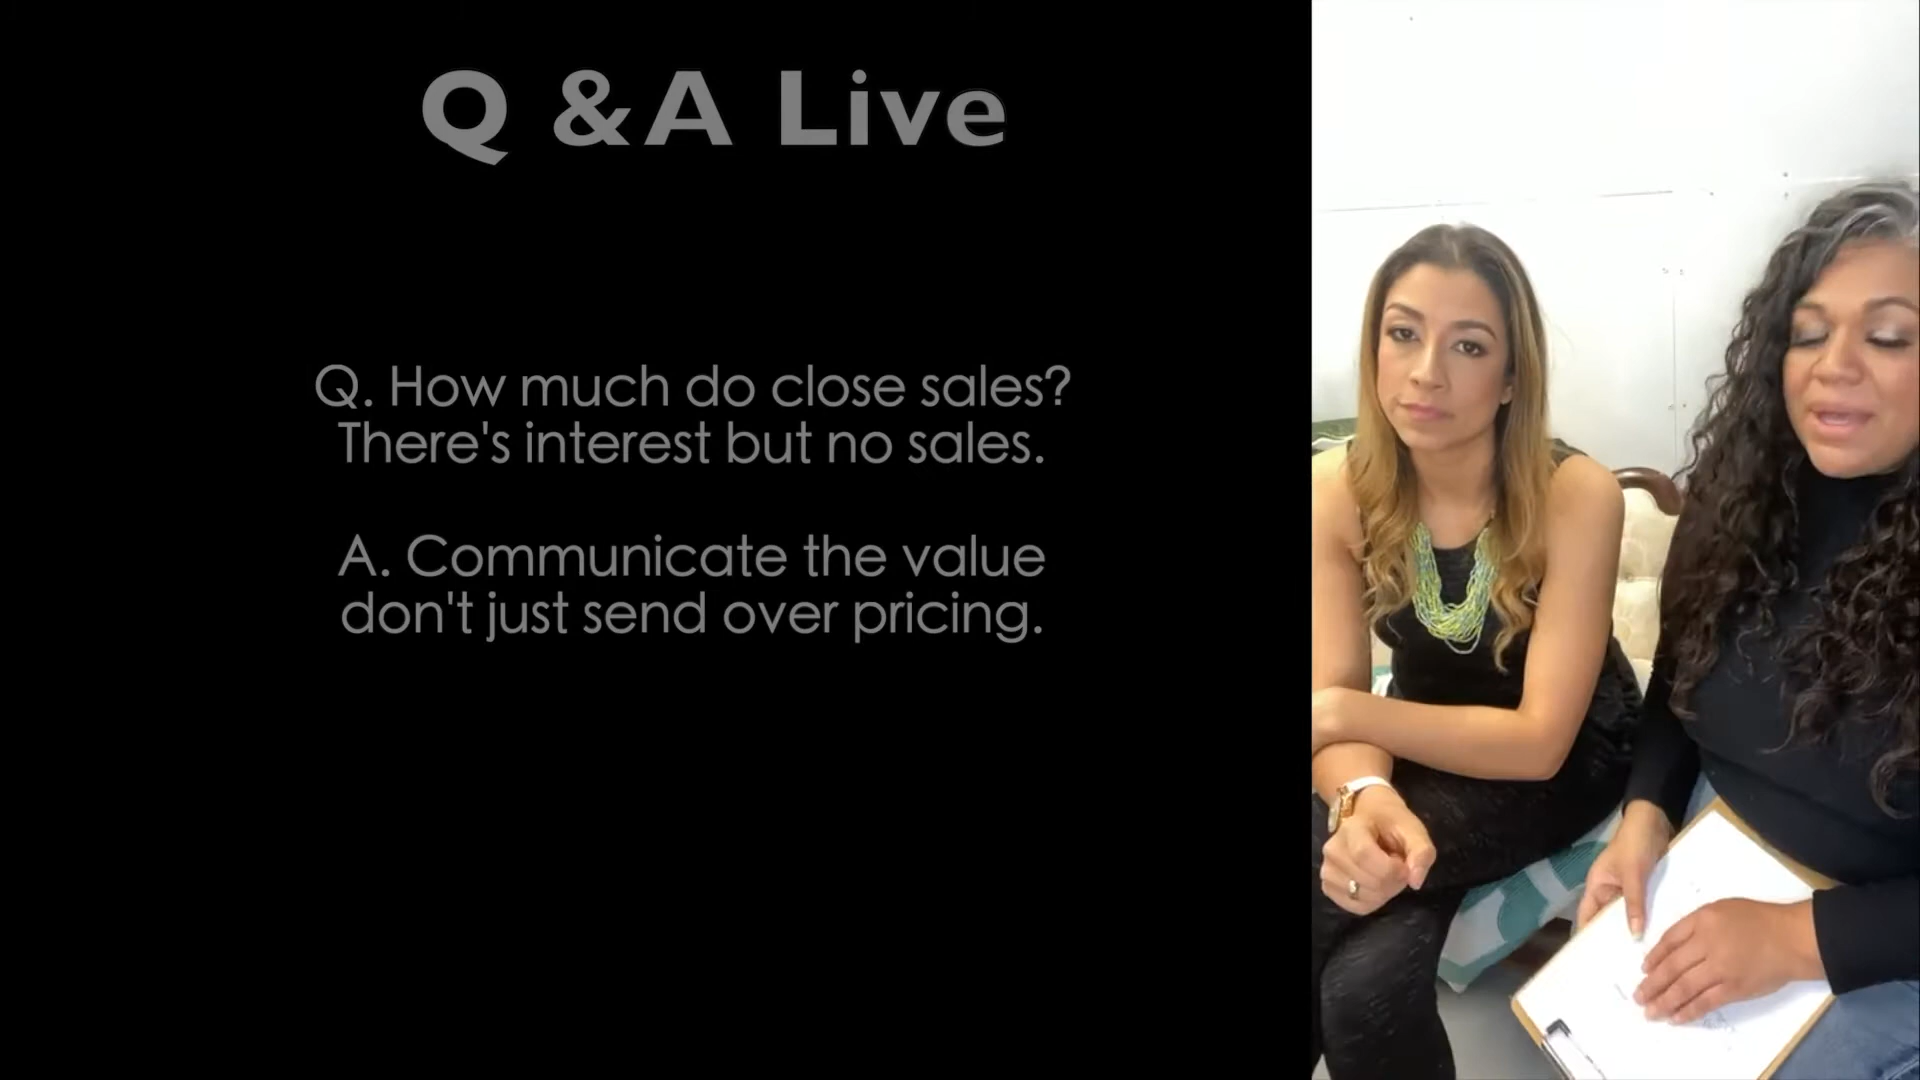 Q &A Live
Q. How much do close sales?
There's interest but no sales.
A. Communicate the value
don't just send over pricing.